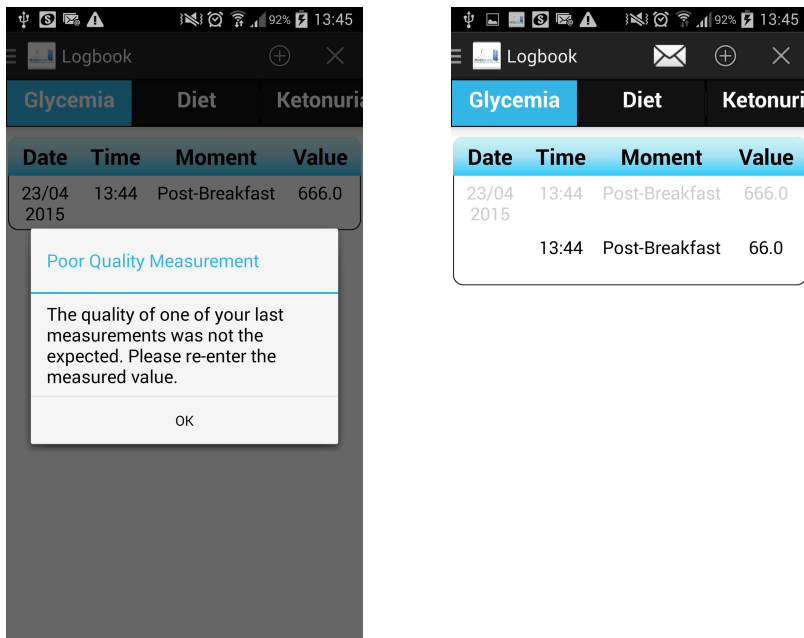 92% 13:45
Logbook
Glycemia Diet Ketonuri
Date Time Moment Value
23/04 13:44 Post-Breakfast 666.0
2015
Poor Quality Measurement
The quality of one of your last
measurements was not the
expected. Please re-enter the
measured value.
OK
92% 13:45
Logbook
Glycemia Diet Ketonuri
Date Time Moment Value
23/04 13:44 Post-Breakfast 666.0
2015
13:44 Post-Breakfast 66.0